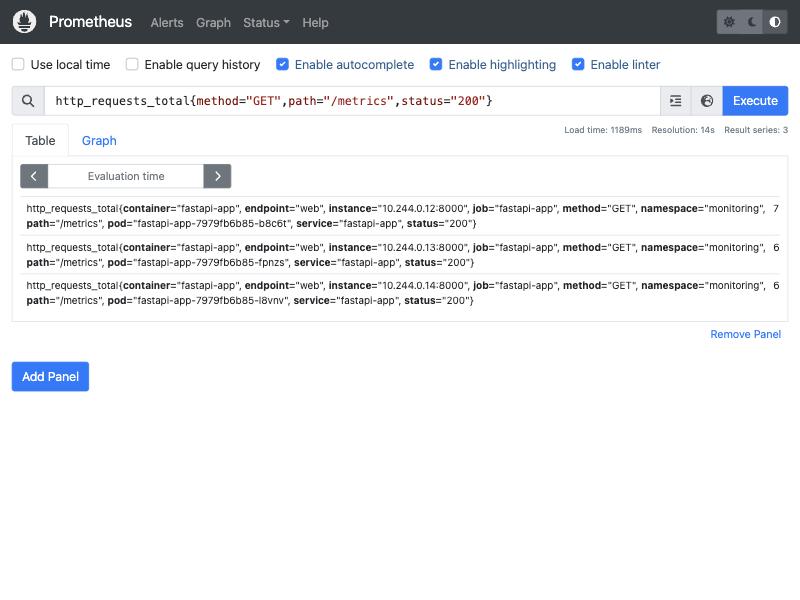 Prometheus Alerts Graph Status Help
Use local time Enable query history Enable autocomplete Enable highlighting Enable linter
http_requests_total{method="GET",path="/metrics",status="200"} Execute
Table Graph Load time: 1189ms Resolution: 14s Result series: 3
Evaluation time
http_requests_total{container="fastapi-app", endpoint="web", instance="10.244.0.12:8000", job="fastapi-app", method="GET", namespace="monitoring", 7
path="/metrics", pod="fastapi-app-7979fb6b85-b8c6t", service="fastapi-app", status="200"}
http_requests_total{container="fastapi-app", endpoint="web", instance="10.244.0.13:8000", job="fastapi-app", method="GET", namespace="monitoring", 6
path="/metrics", pod="fastapi-app-7979fb6b85-fpnzs", service="fastapi-app", status="200"}
http_requests_total{container="fastapi-app", endpoint="web", instance="10.244.0.14:8000", job="fastapi-app", method="GET", namespace="monitoring", 6
path="/metrics", pod="fastapi-app-7979fb6b85-l8vnv", service="fastapi-app", status="200"}
Remove Panel
Add Panel